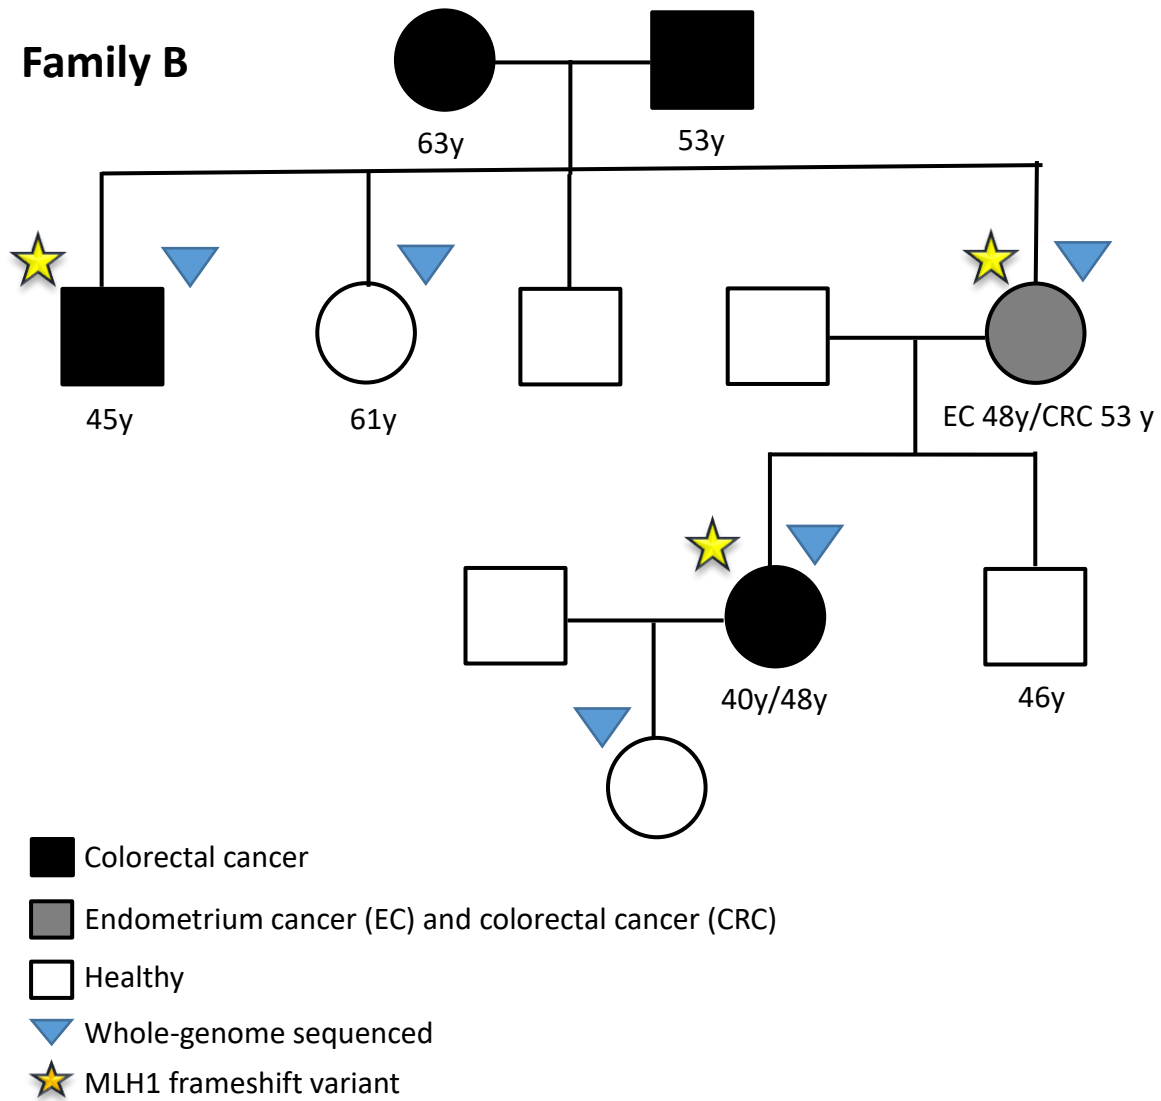 Family B
63y
53y
45y
61y
EC 48y/CRC 53 y
40y/48y
46y
Colorectal cancer
Endometrium cancer (EC) and colorectal cancer (CRC)
Healthy
Whole-genome sequenced
MLH1 frameshift variant